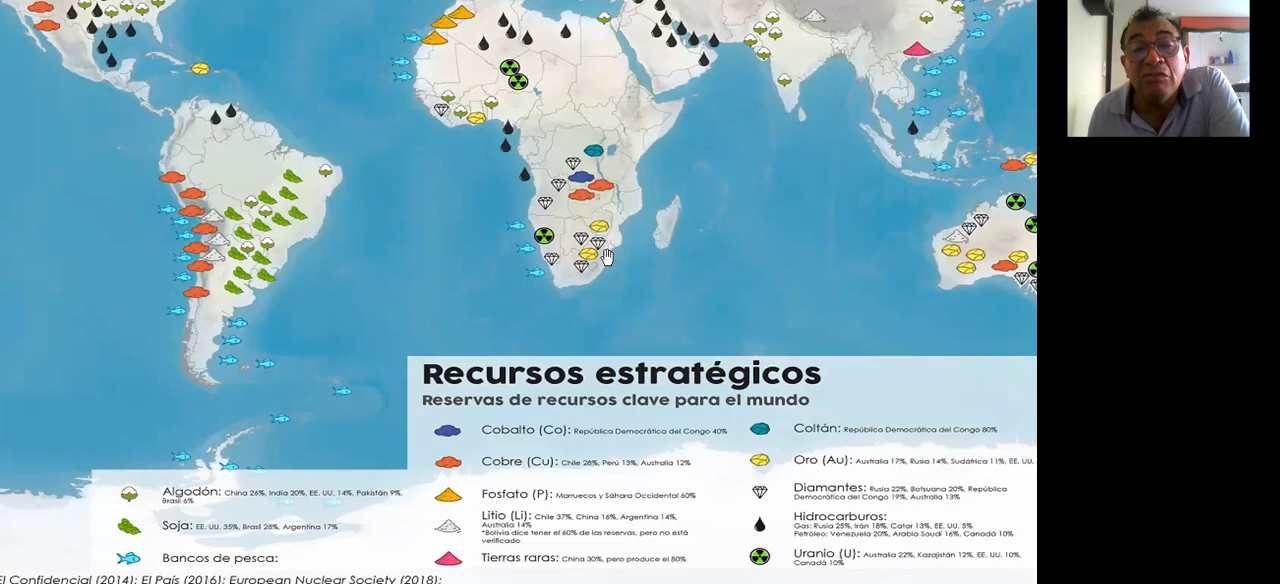 Recursos estratégicos
Reservas de recursos clave para el mundo
Cobalto (Co): República Democrática del Congo 40%
Coltán: República Democrática del Congo 80%
Cobre (Cu): Chile 28%, Perú 13%, Australia 12%
Oro (Au): Australia 17%, Rusia 14%, Sudáfrica 11%, EE. UU.
Algodón: China 26%, India 20%, EE. UU. 14%, Pakistán 9%,
Brasil 6%
Fosfato (P): Marruecos y Sáhara Occidental 60%
Diamantes: Rusia 22%, Botsuana 20%, República
Democrática del Congo 19%, Australia 13%
Soja: EE. UU. 35%, Brasil 28%, Argentina 17%
Litio (Li): Chile 37%, China 16%, Argentina 14%,
Australia 14%
*Bolivia dice tener el 60% de las reservas, pero no está
verificado
Hidrocarburos:
Gas: Rusia 25%, Irán 18%, Catar 13%, EE. UU. 5%
Petróleo: Venezuela 20%, Arabia Saudí 16%, Canadá 10%
Bancos de pesca:
Tierras raras: China 30%, pero produce el 80%
Uranio (U): Australia 22%, Kazajistán 12%, EE. UU. 10%,
Canadá 10%
El Confidencial (2014); El País (2016); European Nuclear Society (2018);